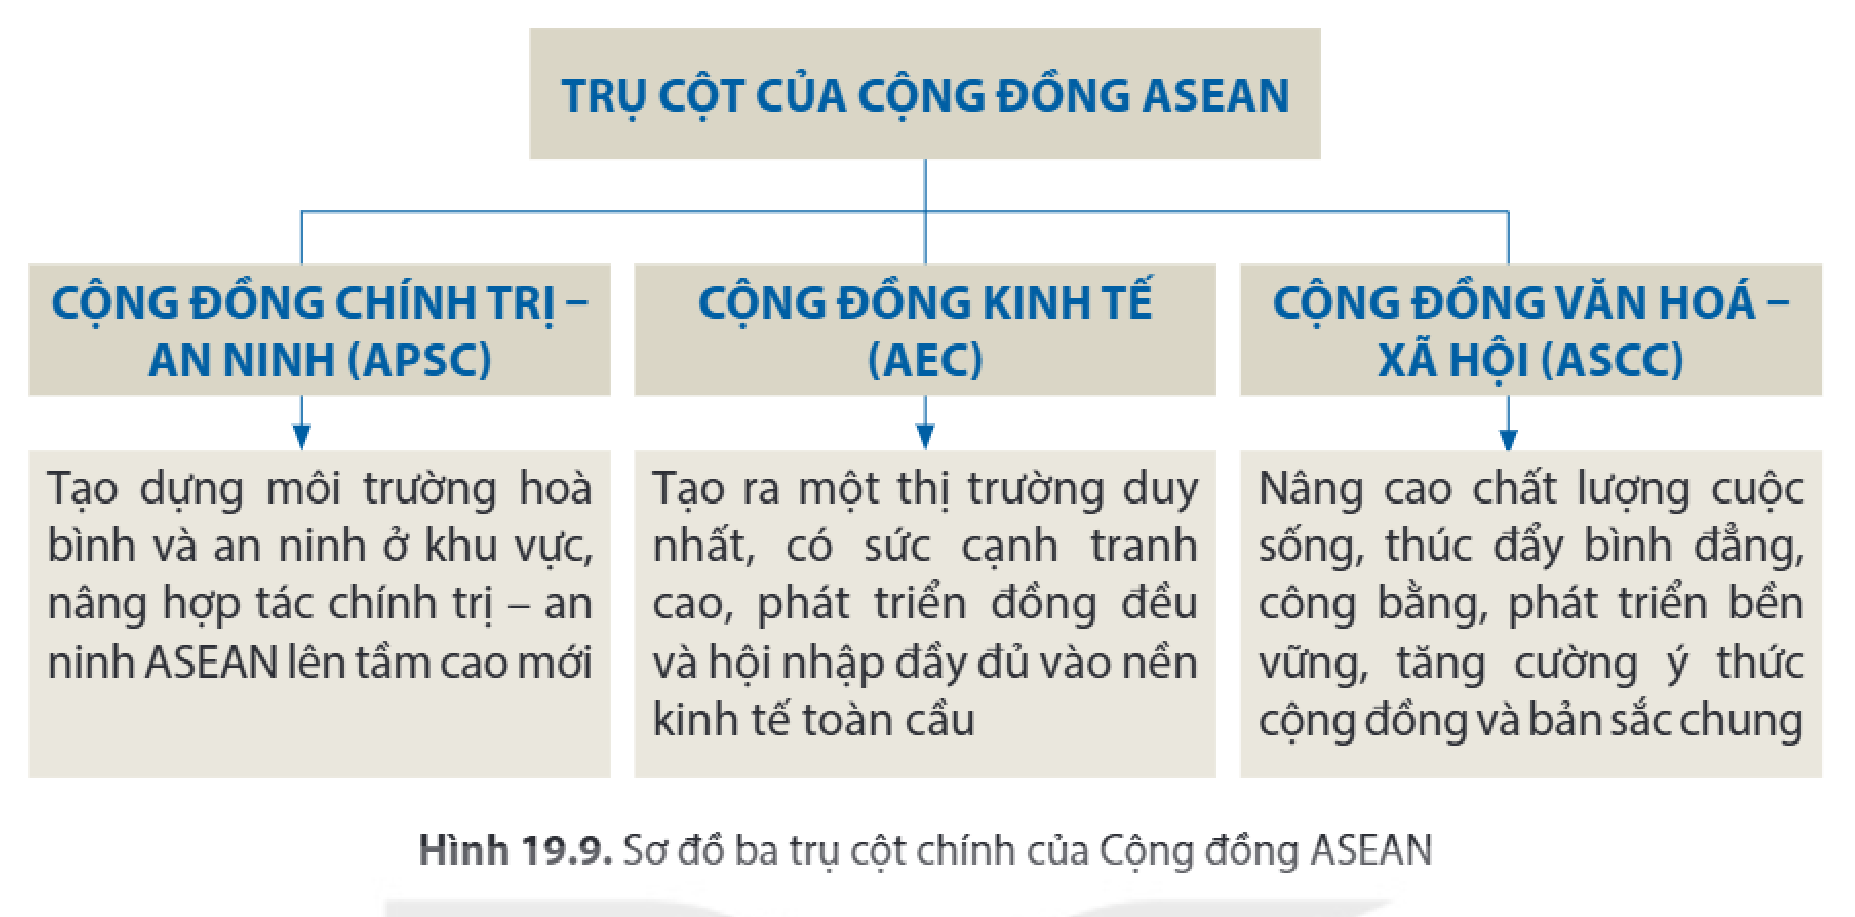 TRỤ CỘT CỦA CỘNG ĐỒNG ASEAN
CỘNG ĐỒNG CHÍNH TRỊ –
AN NINH (APSC)
Tạo dựng môi trường hoà
bình và an ninh ở khu vực,
nâng hợp tác chính trị – an
ninh ASEAN lên tầm cao mới
CỘNG ĐỒNG KINH TẾ
(AEC)
Tạo ra một thị trường duy
nhất, có sức cạnh tranh
cao, phát triển đồng đều
và hội nhập đầy đủ vào nền
kinh tế toàn cầu
CỘNG ĐỒNG VĂN HOÁ –
XÃ HỘI (ASCC)
Nâng cao chất lượng cuộc
sống, thúc đẩy bình đẳng,
công bằng, phát triển bền
vững, tăng cường ý thức
cộng đồng và bản sắc chung
Hình 19.9. Sơ đồ ba trụ cột chính của Cộng đồng ASEAN